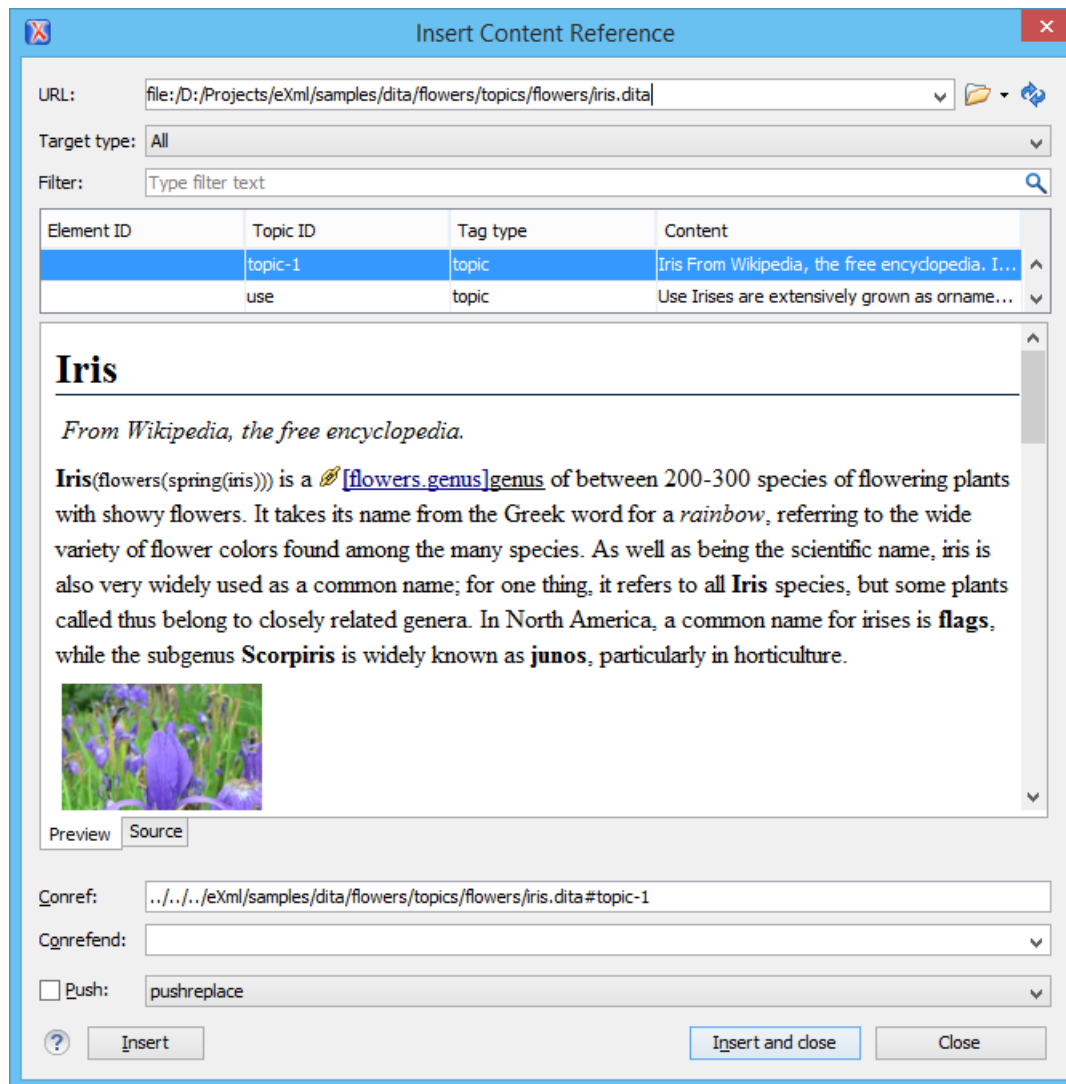 Insert Content Reference
URL: file:/D:/Projects/eXml/samples/dita/flowers/topics/flowers/iris.dita
Target type: All
Filter: Type filter text
Element ID Topic ID Tag type Content
topic-1 topic Iris From Wikipedia, the free encyclopedia. I...
use topic Use Irises are extensively grown as orname...
Iris
From Wikipedia, the free encyclopedia.
Iris(flowers(spring(iris))) is a [flowers.genus]genus of between 200-300 species of flowering plants
with showy flowers. It takes its name from the Greek word for a rainbow, referring to the wide
variety of flower colors found among the many species. As well as being the scientific name, iris is
also very widely used as a common name; for one thing, it refers to all Iris species, but some plants
called thus belong to closely related genera. In North America, a common name for irises is flags,
while the subgenus Scorpiris is widely known as junos, particularly in horticulture.
Preview Source
Conref: ../../../eXml/samples/dita/flowers/topics/flowers/iris.dita#topic-1
Conrefend:
Push: pushreplace
? Insert Insert and close Close